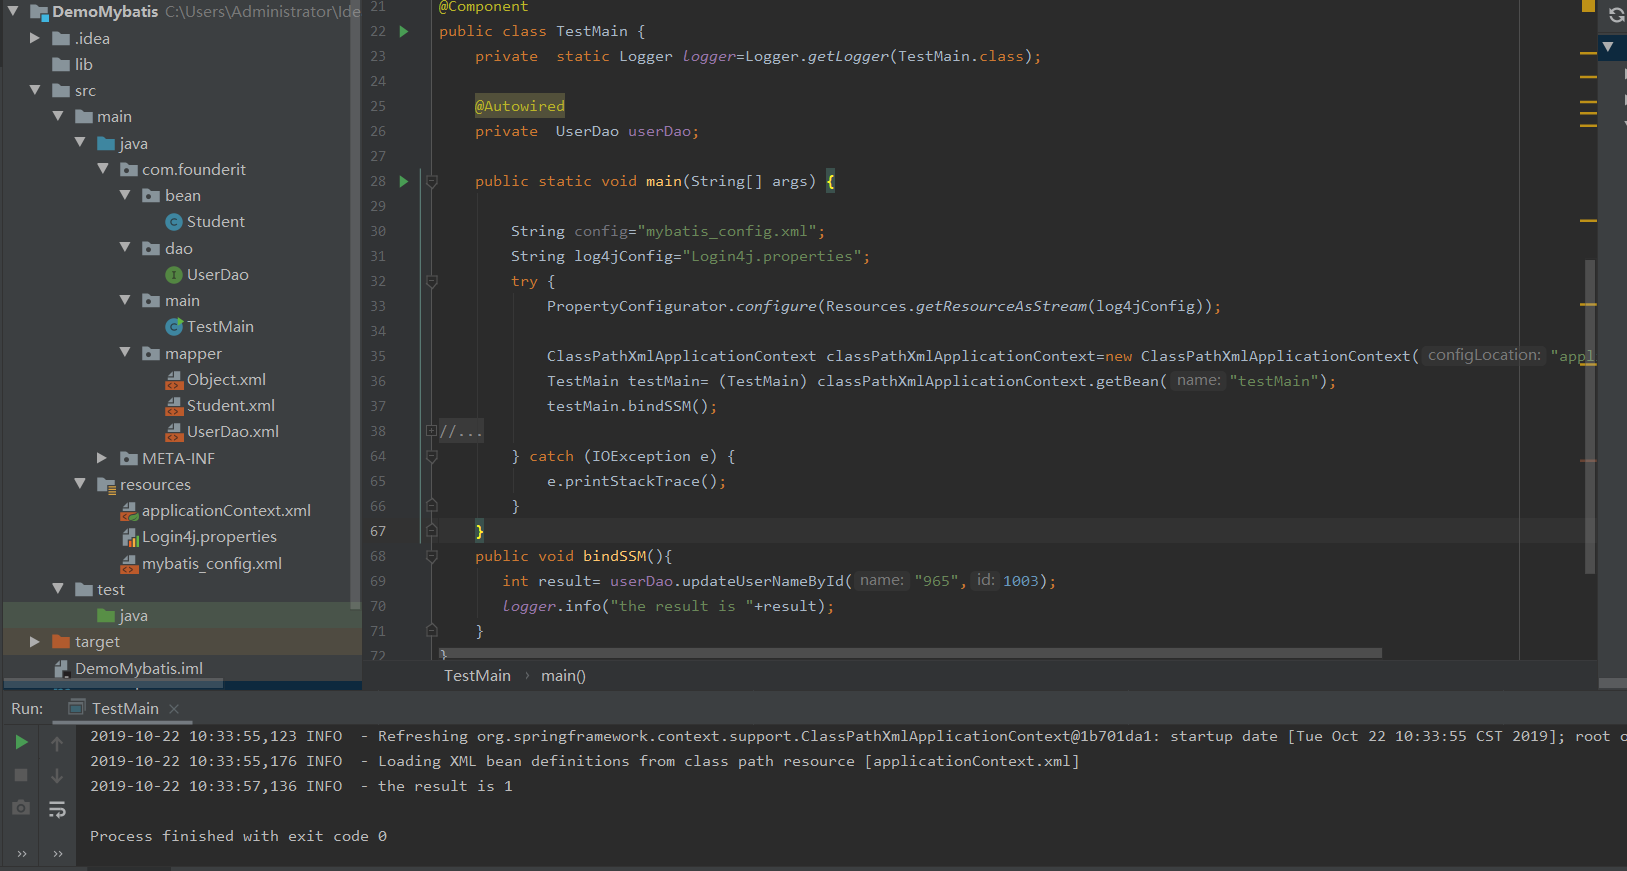 DemoMybatis C:\Users\Administrator\Ide
.idea
lib
src
main
java
com.founderit
bean
Student
dao
UserDao
main
TestMain
mapper
Object.xml
Student.xml
UserDao.xml
META-INF
resources
applicationContext.xml
Login4j.properties
mybatis_config.xml
test
java
target
DemoMybatis.iml
21 @Component
22 public class TestMain {
23 private  static Logger logger=Logger.getLogger(TestMain.class);
24
25 @Autowired
26 private  UserDao userDao;
27
28 public static void main(String[] args) {
29
30 String config="mybatis_config.xml";
31 String log4jConfig="Login4j.properties";
32 try {
33 PropertyConfigurator.configure(Resources.getResourceAsStream(log4jConfig));
34
35 ClassPathXmlApplicationContext classPathXmlApplicationContext=new ClassPathXmlApplicationContext( configLocation: "appl
36 TestMain testMain= (TestMain) classPathXmlApplicationContext.getBean( name: "testMain");
37 testMain.bindSSM();
38 //...
64 } catch (IOException e) {
65 e.printStackTrace();
66 }
67 }
68 public void bindSSM(){
69 int result= userDao.updateUserNameById( name: "965", id: 1003);
70 logger.info("the result is "+result);
71 }
72 }
TestMain › main()
Run: TestMain ×
2019-10-22 10:33:55,123 INFO  - Refreshing org.springframework.context.support.ClassPathXmlApplicationContext@1b701da1: startup date [Tue Oct 22 10:33:55 CST 2019]; root o
2019-10-22 10:33:55,176 INFO  - Loading XML bean definitions from class path resource [applicationContext.xml]
2019-10-22 10:33:57,136 INFO  - the result is 1
Process finished with exit code 0